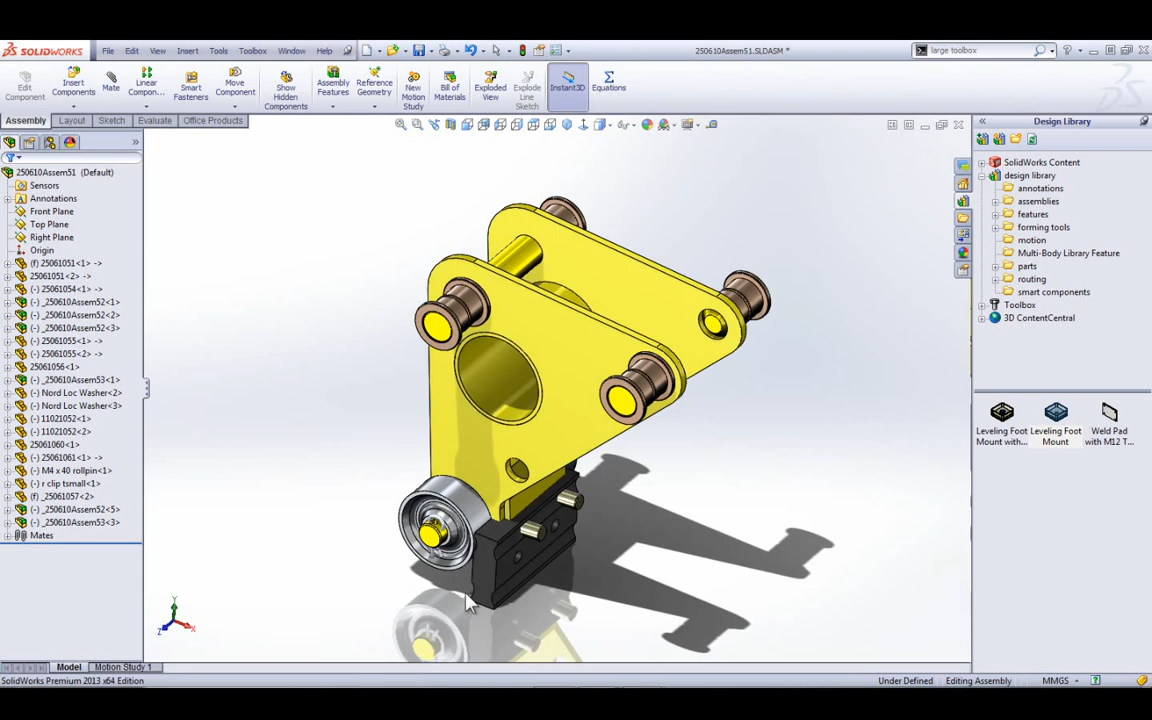 SOLIDWORKS File Edit View Insert Tools Toolbox Window Help 250610Assem51.SLDASM * large toolbox
Edit Component
Insert Components
Mate
Linear Compon...
Smart Fasteners
Move Component
Show Hidden Components
Assembly Features
Reference Geometry
New Motion Study
Bill of Materials
Exploded View
Explode Line Sketch
Instant3D
Equations
Assembly Layout Sketch Evaluate Office Products
250610Assem51 (Default)
Sensors
Annotations
Front Plane
Top Plane
Right Plane
Origin
(f) 25061051<1> ->
25061051<2> ->
(-) 25061054<1> ->
(-) _250610Assem52<1>
(-) _250610Assem52<2>
(-) _250610Assem52<3>
(-) 25061055<1> ->
(-) 25061055<2> ->
25061056<1>
(-) _250610Assem53<1>
(-) Nord Loc Washer<2>
(-) Nord Loc Washer<3>
(-) 11021052<1>
(-) 11021052<2>
25061060<1>
(-) 25061061<1> ->
(-) M4 x 40 rollpin<1>
(-) r clip tsmall<1>
(f) _25061057<2>
(-) _250610Assem52<5>
(-) _250610Assem53<3>
Mates
Y
Z
X
Design Library
SolidWorks Content
design library
annotations
assemblies
features
forming tools
motion
Multi-Body Library Feature
parts
routing
smart components
Toolbox
3D ContentCentral
Leveling Foot Mount with...
Leveling Foot Mount
Weld Pad with M12 T...
Model Motion Study 1
SolidWorks Premium 2013 x64 Edition Under Defined Editing Assembly MMGS